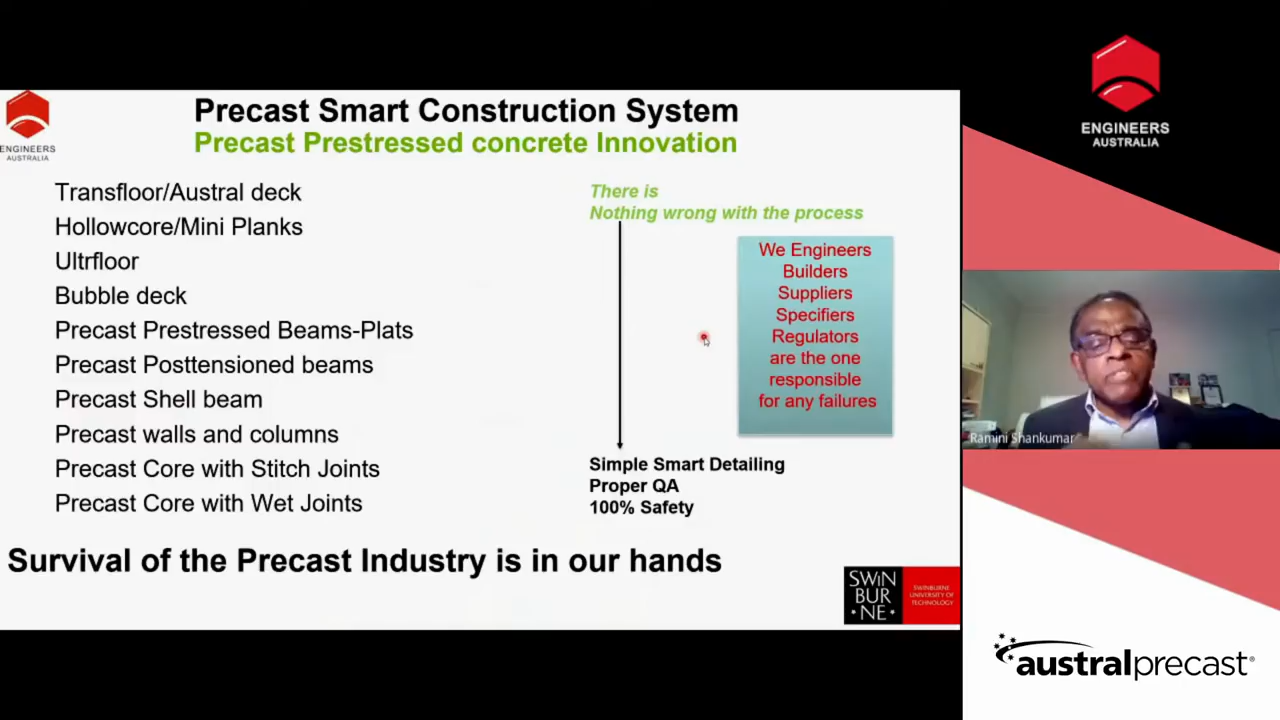 ENGINEERS
AUSTRALIA
Precast Smart Construction System
Precast Prestressed concrete Innovation
Transfloor/Austral deck
Hollowcore/Mini Planks
Ultrfloor
Bubble deck
Precast Prestressed Beams-Plats
Precast Posttensioned beams
Precast Shell beam
Precast walls and columns
Precast Core with Stitch Joints
Precast Core with Wet Joints
There is
Nothing wrong with the process
We Engineers
Builders
Suppliers
Specifiers
Regulators
are the one
responsible
for any failures
Simple Smart Detailing
Proper QA
100% Safety
Survival of the Precast Industry is in our hands
SWiN
BUR
NE
SWINBURNE
UNIVERSITY OF
TECHNOLOGY
ENGINEERS
AUSTRALIA
Ramini Shankumar
australprecast®